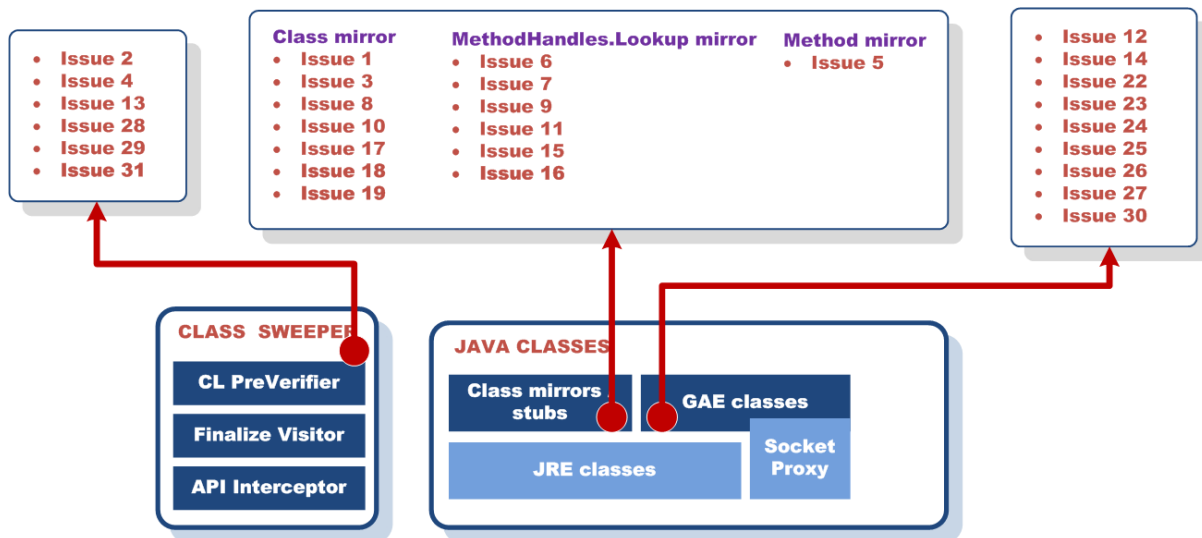 • Issue 2
• Issue 4
• Issue 13
• Issue 28
• Issue 29
• Issue 31
Class mirror
• Issue 1
• Issue 3
• Issue 8
• Issue 10
• Issue 17
• Issue 18
• Issue 19
MethodHandles.Lookup mirror
• Issue 6
• Issue 7
• Issue 9
• Issue 11
• Issue 15
• Issue 16
Method mirror
• Issue 5
• Issue 12
• Issue 14
• Issue 22
• Issue 23
• Issue 24
• Issue 25
• Issue 26
• Issue 27
• Issue 30
CLASS SWEEPER
CL PreVerifier
Finalize Visitor
API Interceptor
JAVA CLASSES
Class mirrors /
stubs
GAE classes
JRE classes
Socket
Proxy